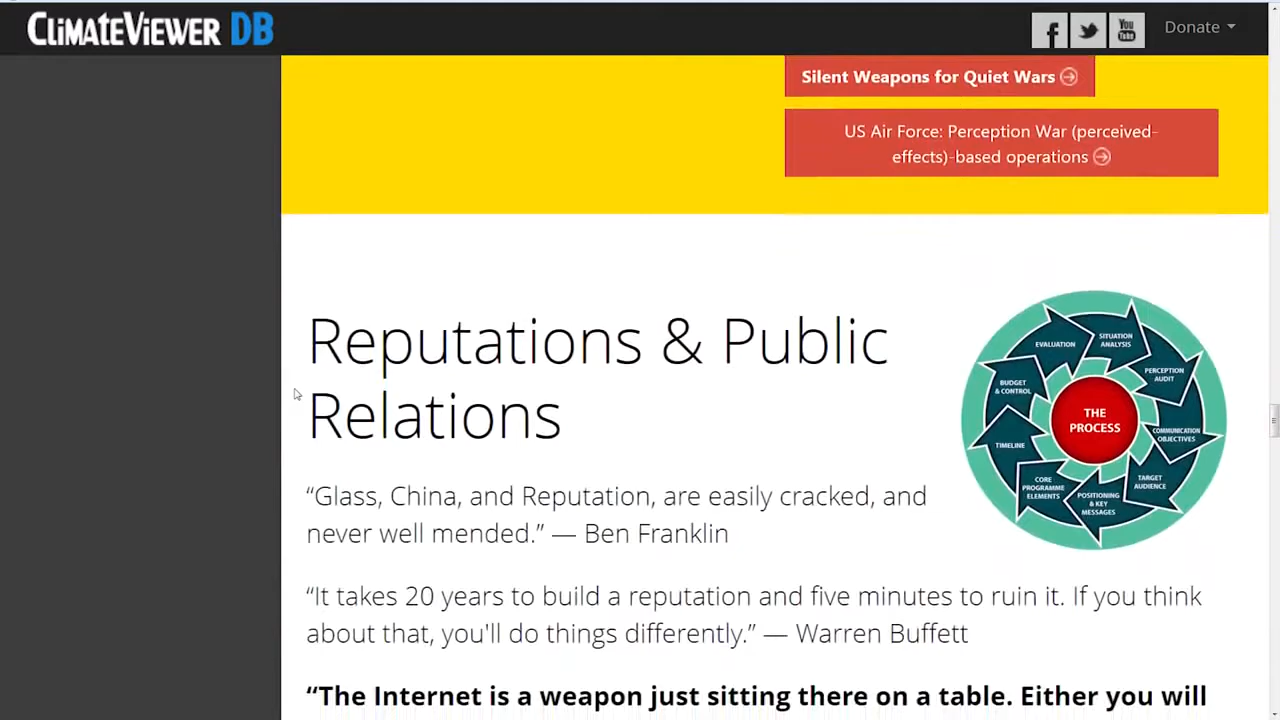 CLIMATEVIEWER DB
You Tube
Donate
Silent Weapons for Quiet Wars
US Air Force: Perception War (perceived-
effects)-based operations
Reputations & Public
Relations
“Glass, China, and Reputation, are easily cracked, and
never well mended.” — Ben Franklin
“It takes 20 years to build a reputation and five minutes to ruin it. If you think
about that, you'll do things differently.” — Warren Buffett
“The Internet is a weapon just sitting there on a table. Either you will
THE
PROCESS
SITUATION
ANALYSIS
PERCEPTION
AUDIT
COMMUNICATION
OBJECTIVES
TARGET
AUDIENCE
POSITIONING
& KEY
MESSAGES
CORE
PROGRAMME
ELEMENTS
TIMELINE
BUDGET
& CONTROL
EVALUATION